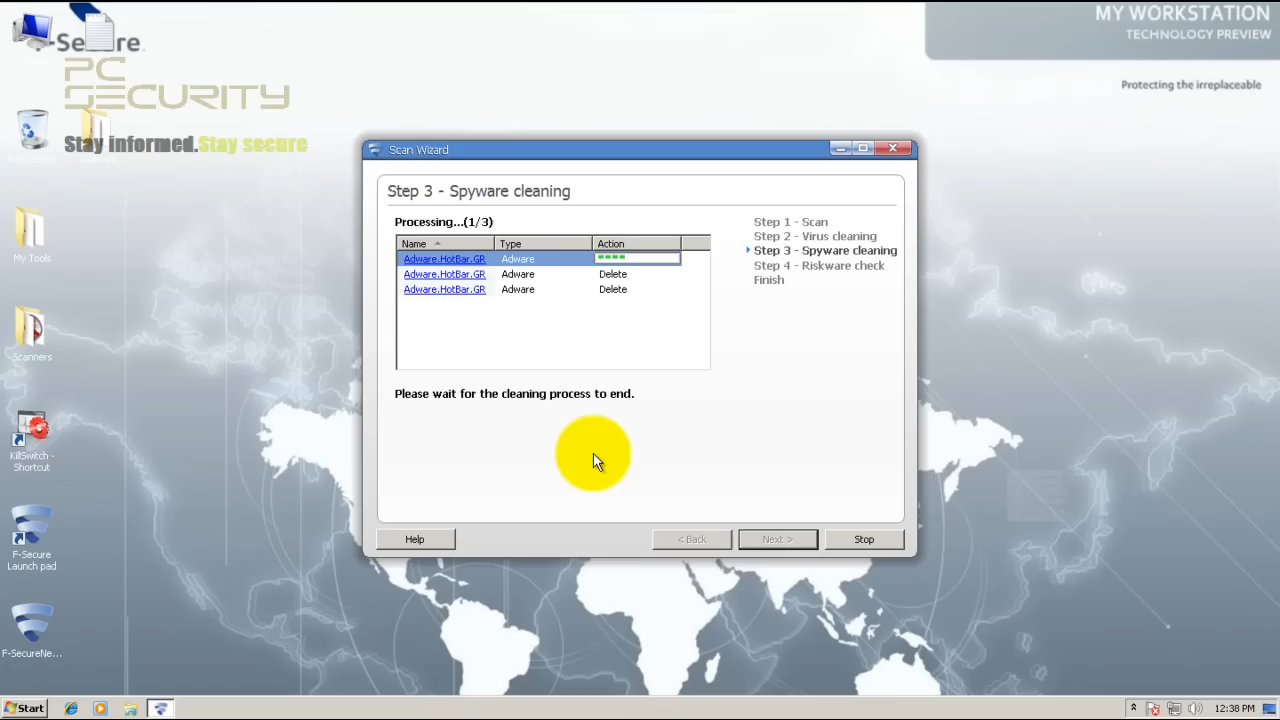 MY WORKSTATION
TECHNOLOGY PREVIEW
Protecting the irreplaceable
PC
SECURITY
Stay informed.Stay secure
My Tools
Scanners
KillSwitch -
Shortcut
F-Secure
Launch pad
F-SecureNe...
Scan Wizard
Step 3 - Spyware cleaning
Processing...(1/3)
Name Type Action
Adware.HotBar.GR Adware
Adware.HotBar.GR Adware Delete
Adware.HotBar.GR Adware Delete
Please wait for the cleaning process to end.
Step 1 - Scan
Step 2 - Virus cleaning
Step 3 - Spyware cleaning
Step 4 - Riskware check
Finish
Help < Back Next > Stop
Start 12:38 PM